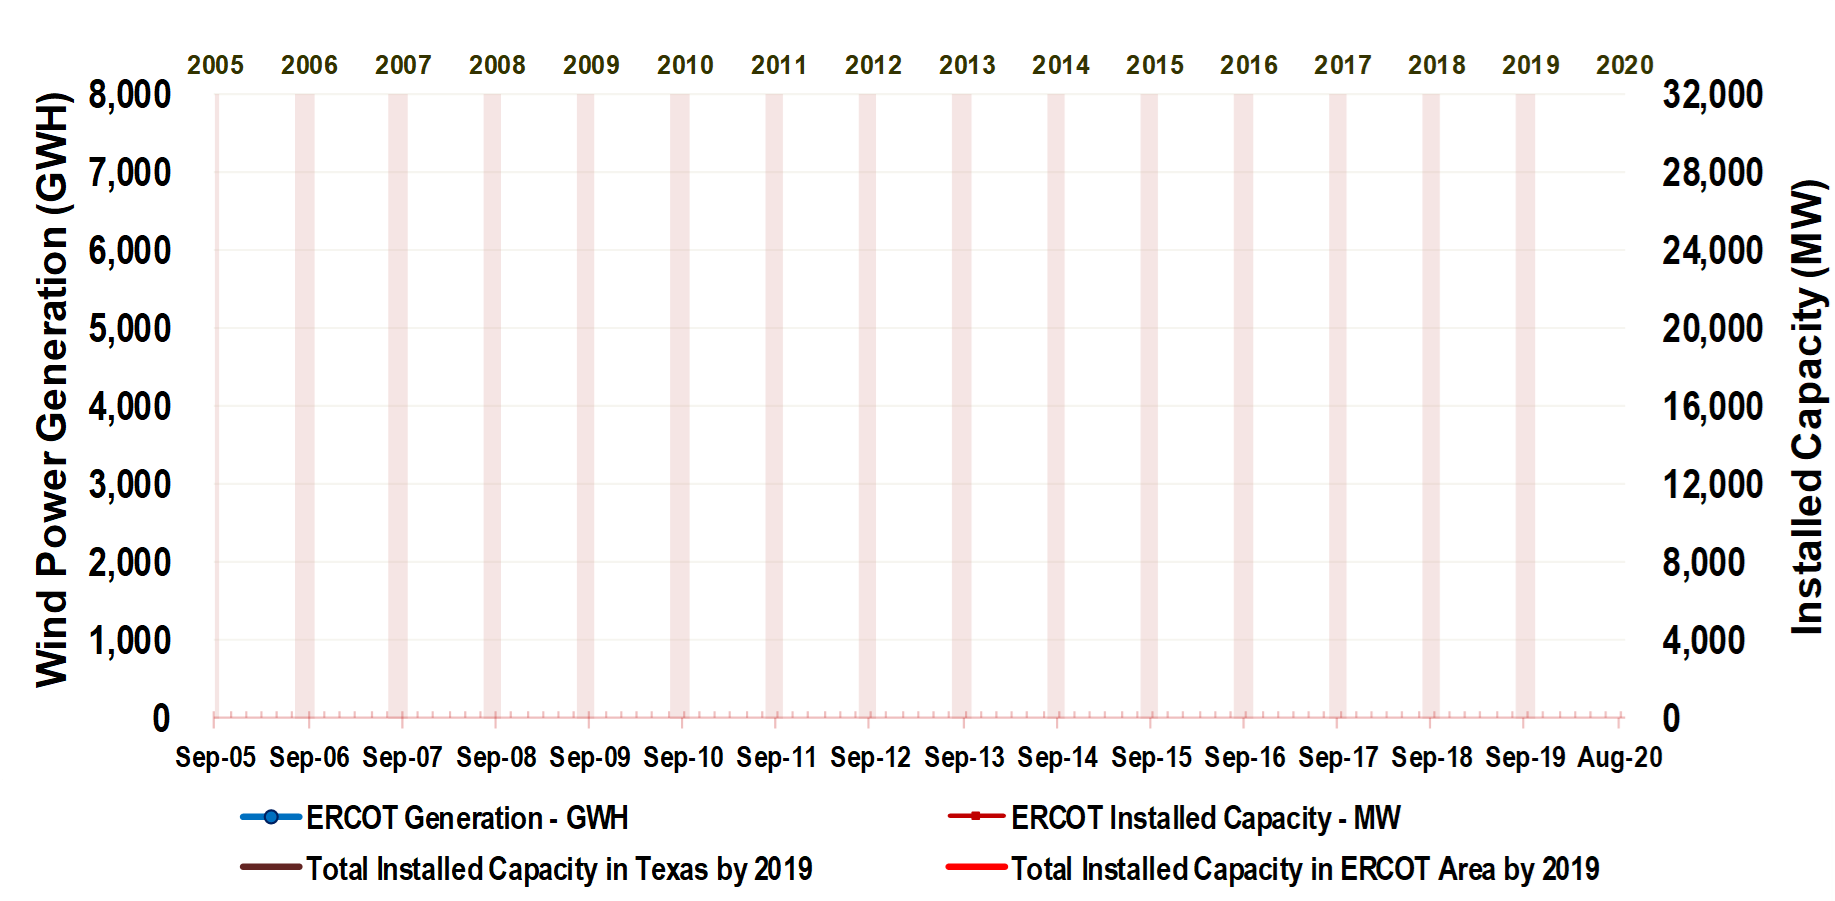 2005 2006 2007 2008 2009 2010 2011 2012 2013 2014 2015 2016 2017 2018 2019 2020
Wind Power Generation (GWH)
8,000
7,000
6,000
5,000
4,000
3,000
2,000
1,000
0
32,000
28,000
24,000
20,000
16,000
12,000
8,000
4,000
0
Installed Capacity (MW)
Sep-05 Sep-06 Sep-07 Sep-08 Sep-09 Sep-10 Sep-11 Sep-12 Sep-13 Sep-14 Sep-15 Sep-16 Sep-17 Sep-18 Sep-19 Aug-20
ERCOT Generation - GWH
ERCOT Installed Capacity - MW
Total Installed Capacity in Texas by 2019
Total Installed Capacity in ERCOT Area by 2019